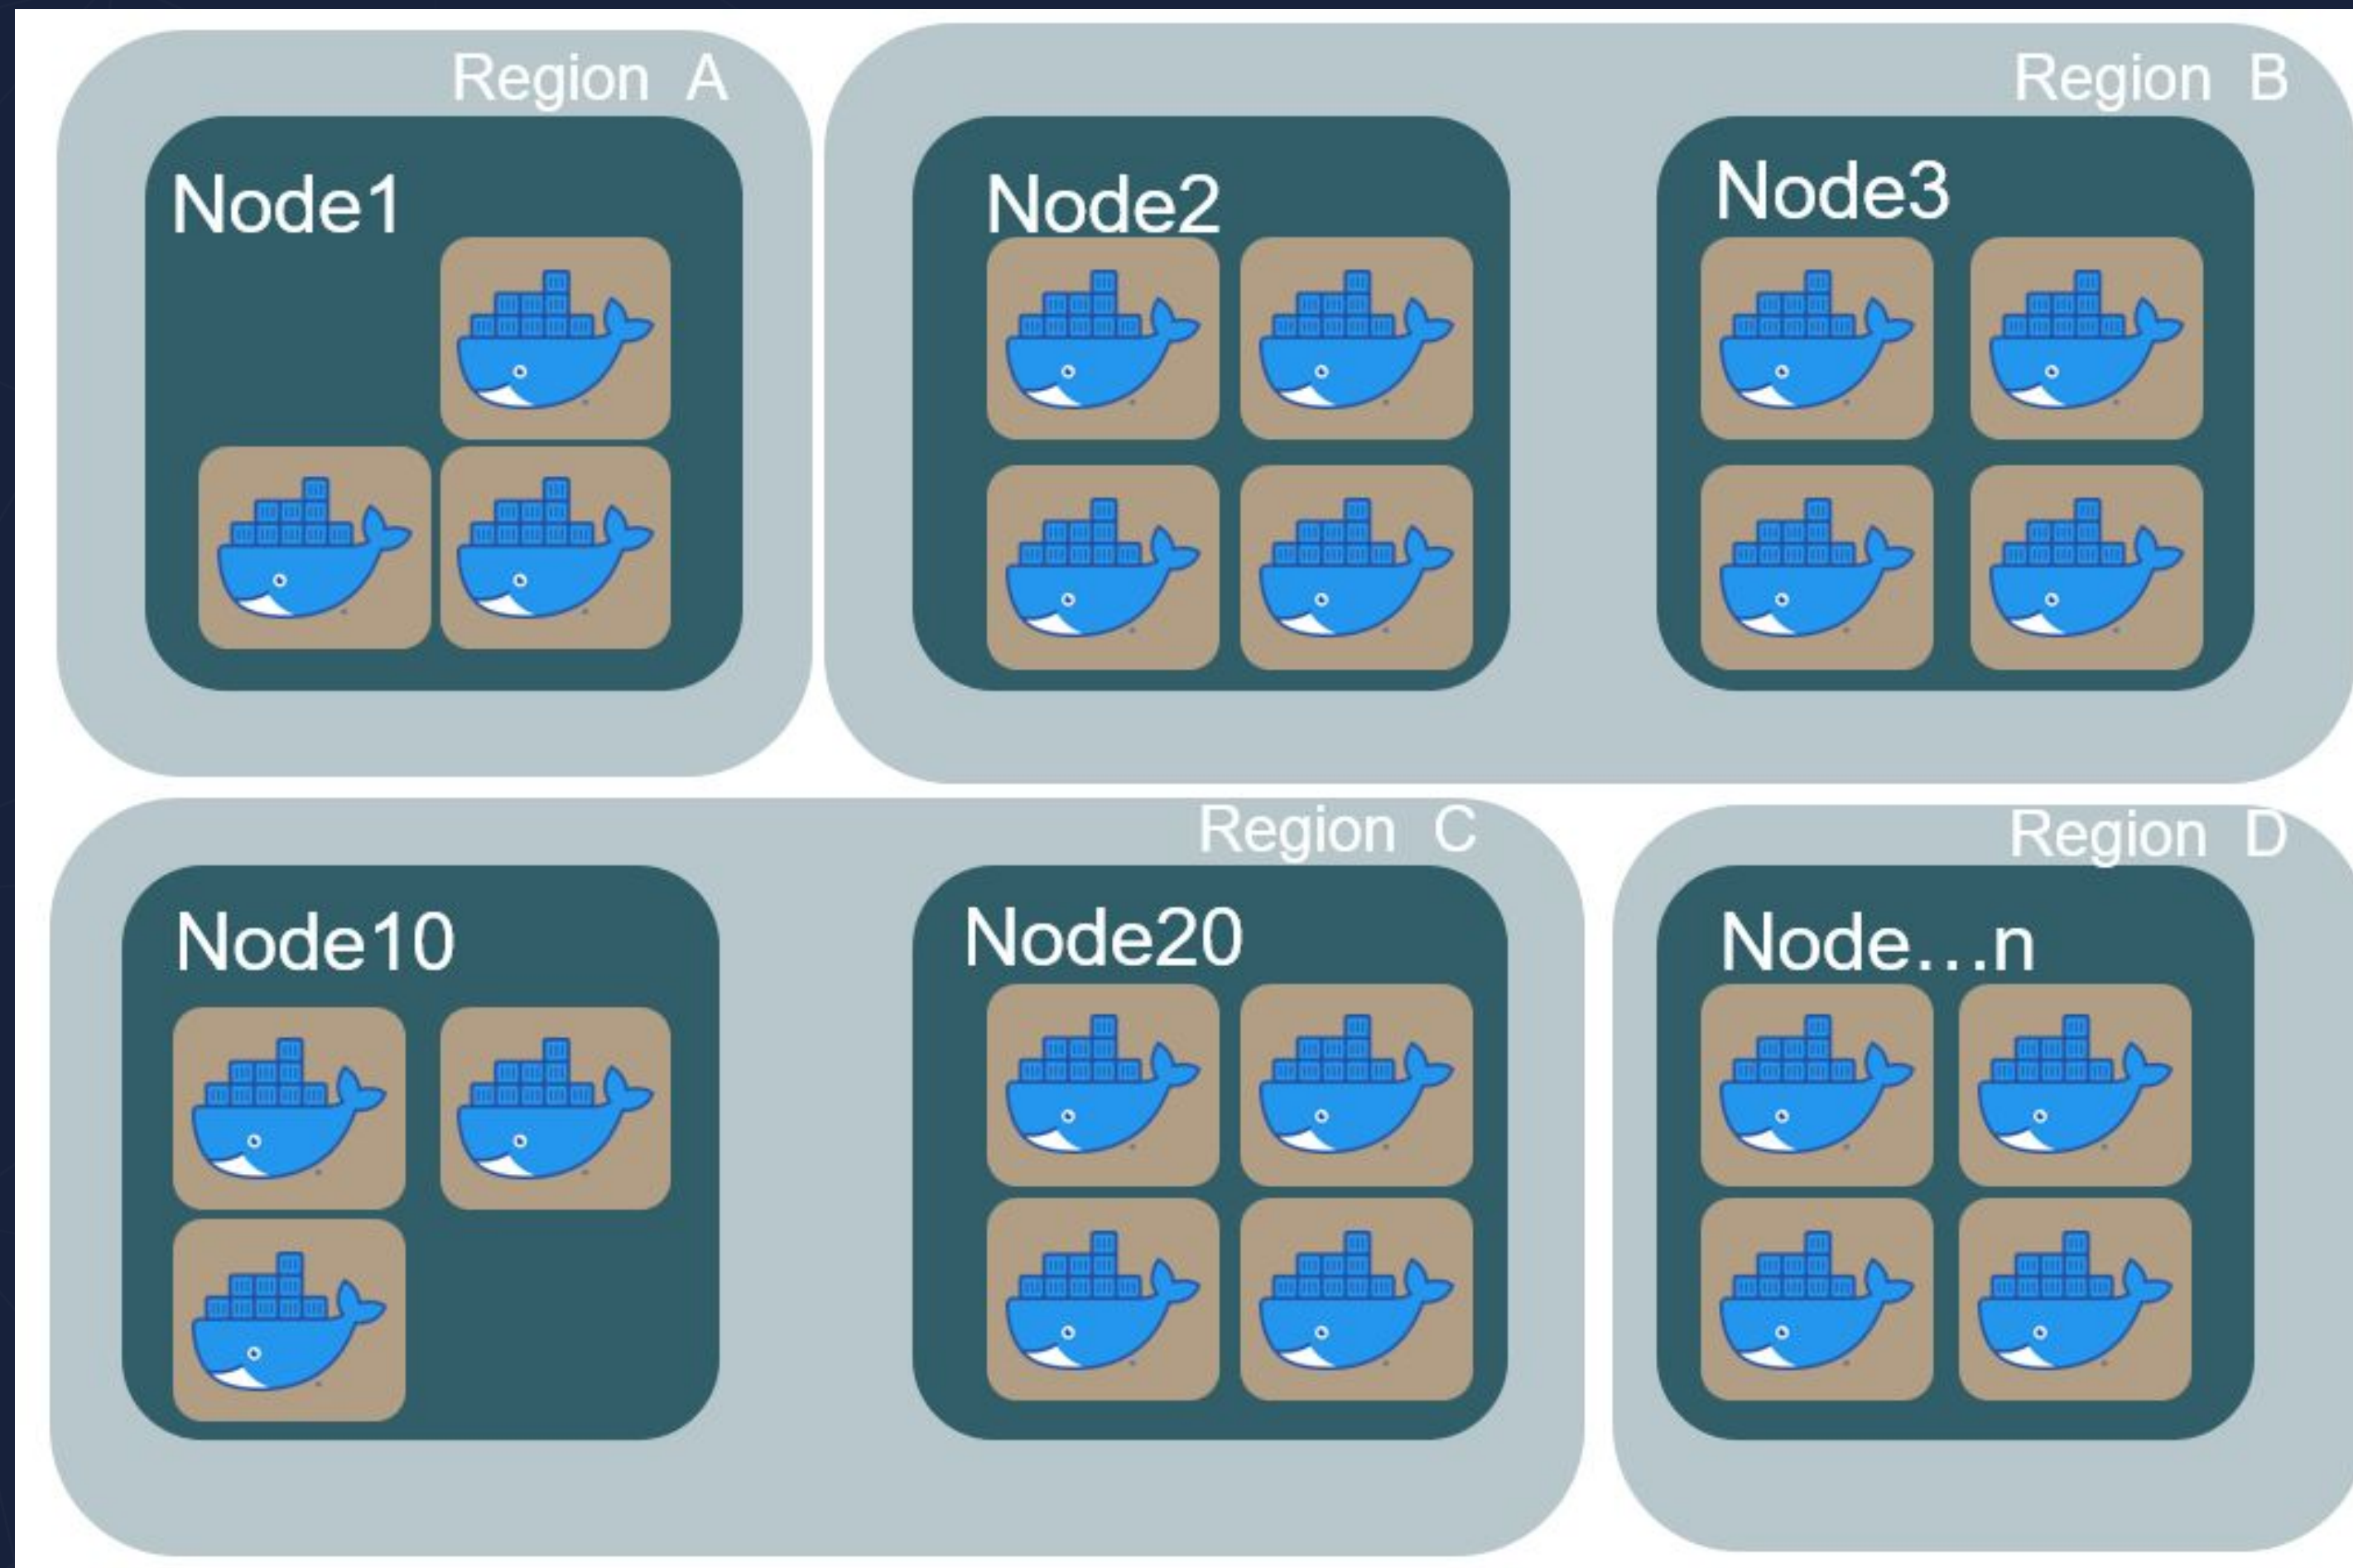 Region A
Region B
Node1
Node2
Node3
Region C
Region D
Node10
Node20
Node...n